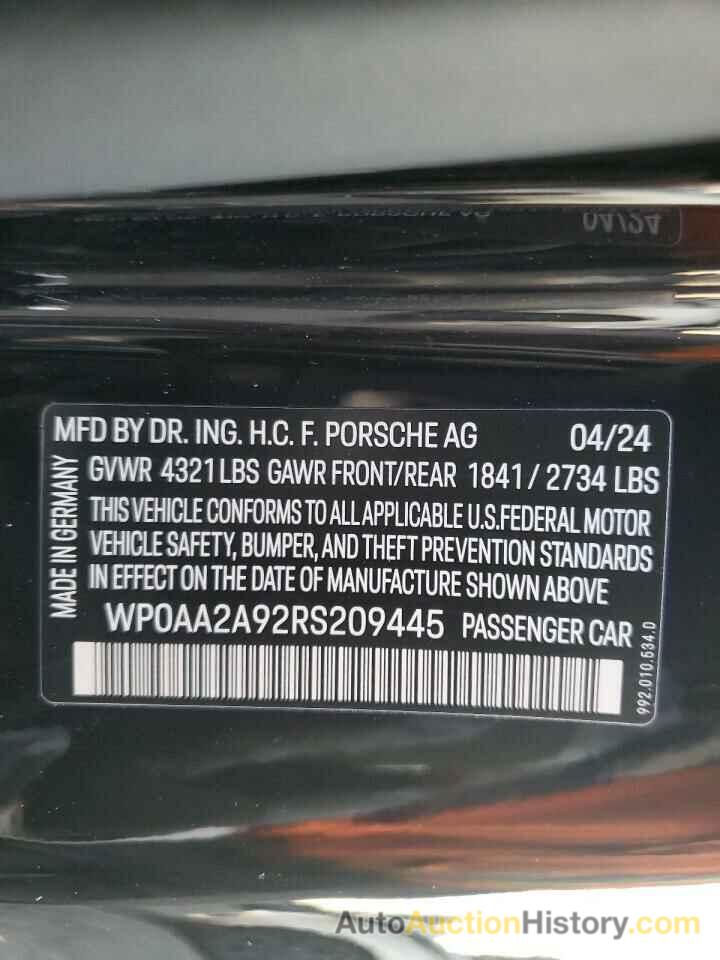 04/24
MFD BY DR. ING. H.C. F. PORSCHE AG 04/24
GVWR 4321 LBS GAWR FRONT/REAR 1841 / 2734 LBS
THIS VEHICLE CONFORMS TO ALL APPLICABLE U.S.FEDERAL MOTOR
VEHICLE SAFETY, BUMPER, AND THEFT PREVENTION STANDARDS
IN EFFECT ON THE DATE OF MANUFACTURE SHOWN ABOVE
WP0AA2A92RS209445 PASSENGER CAR
MADE IN GERMANY
992.010.634.0
AutoAuctionHistory.com